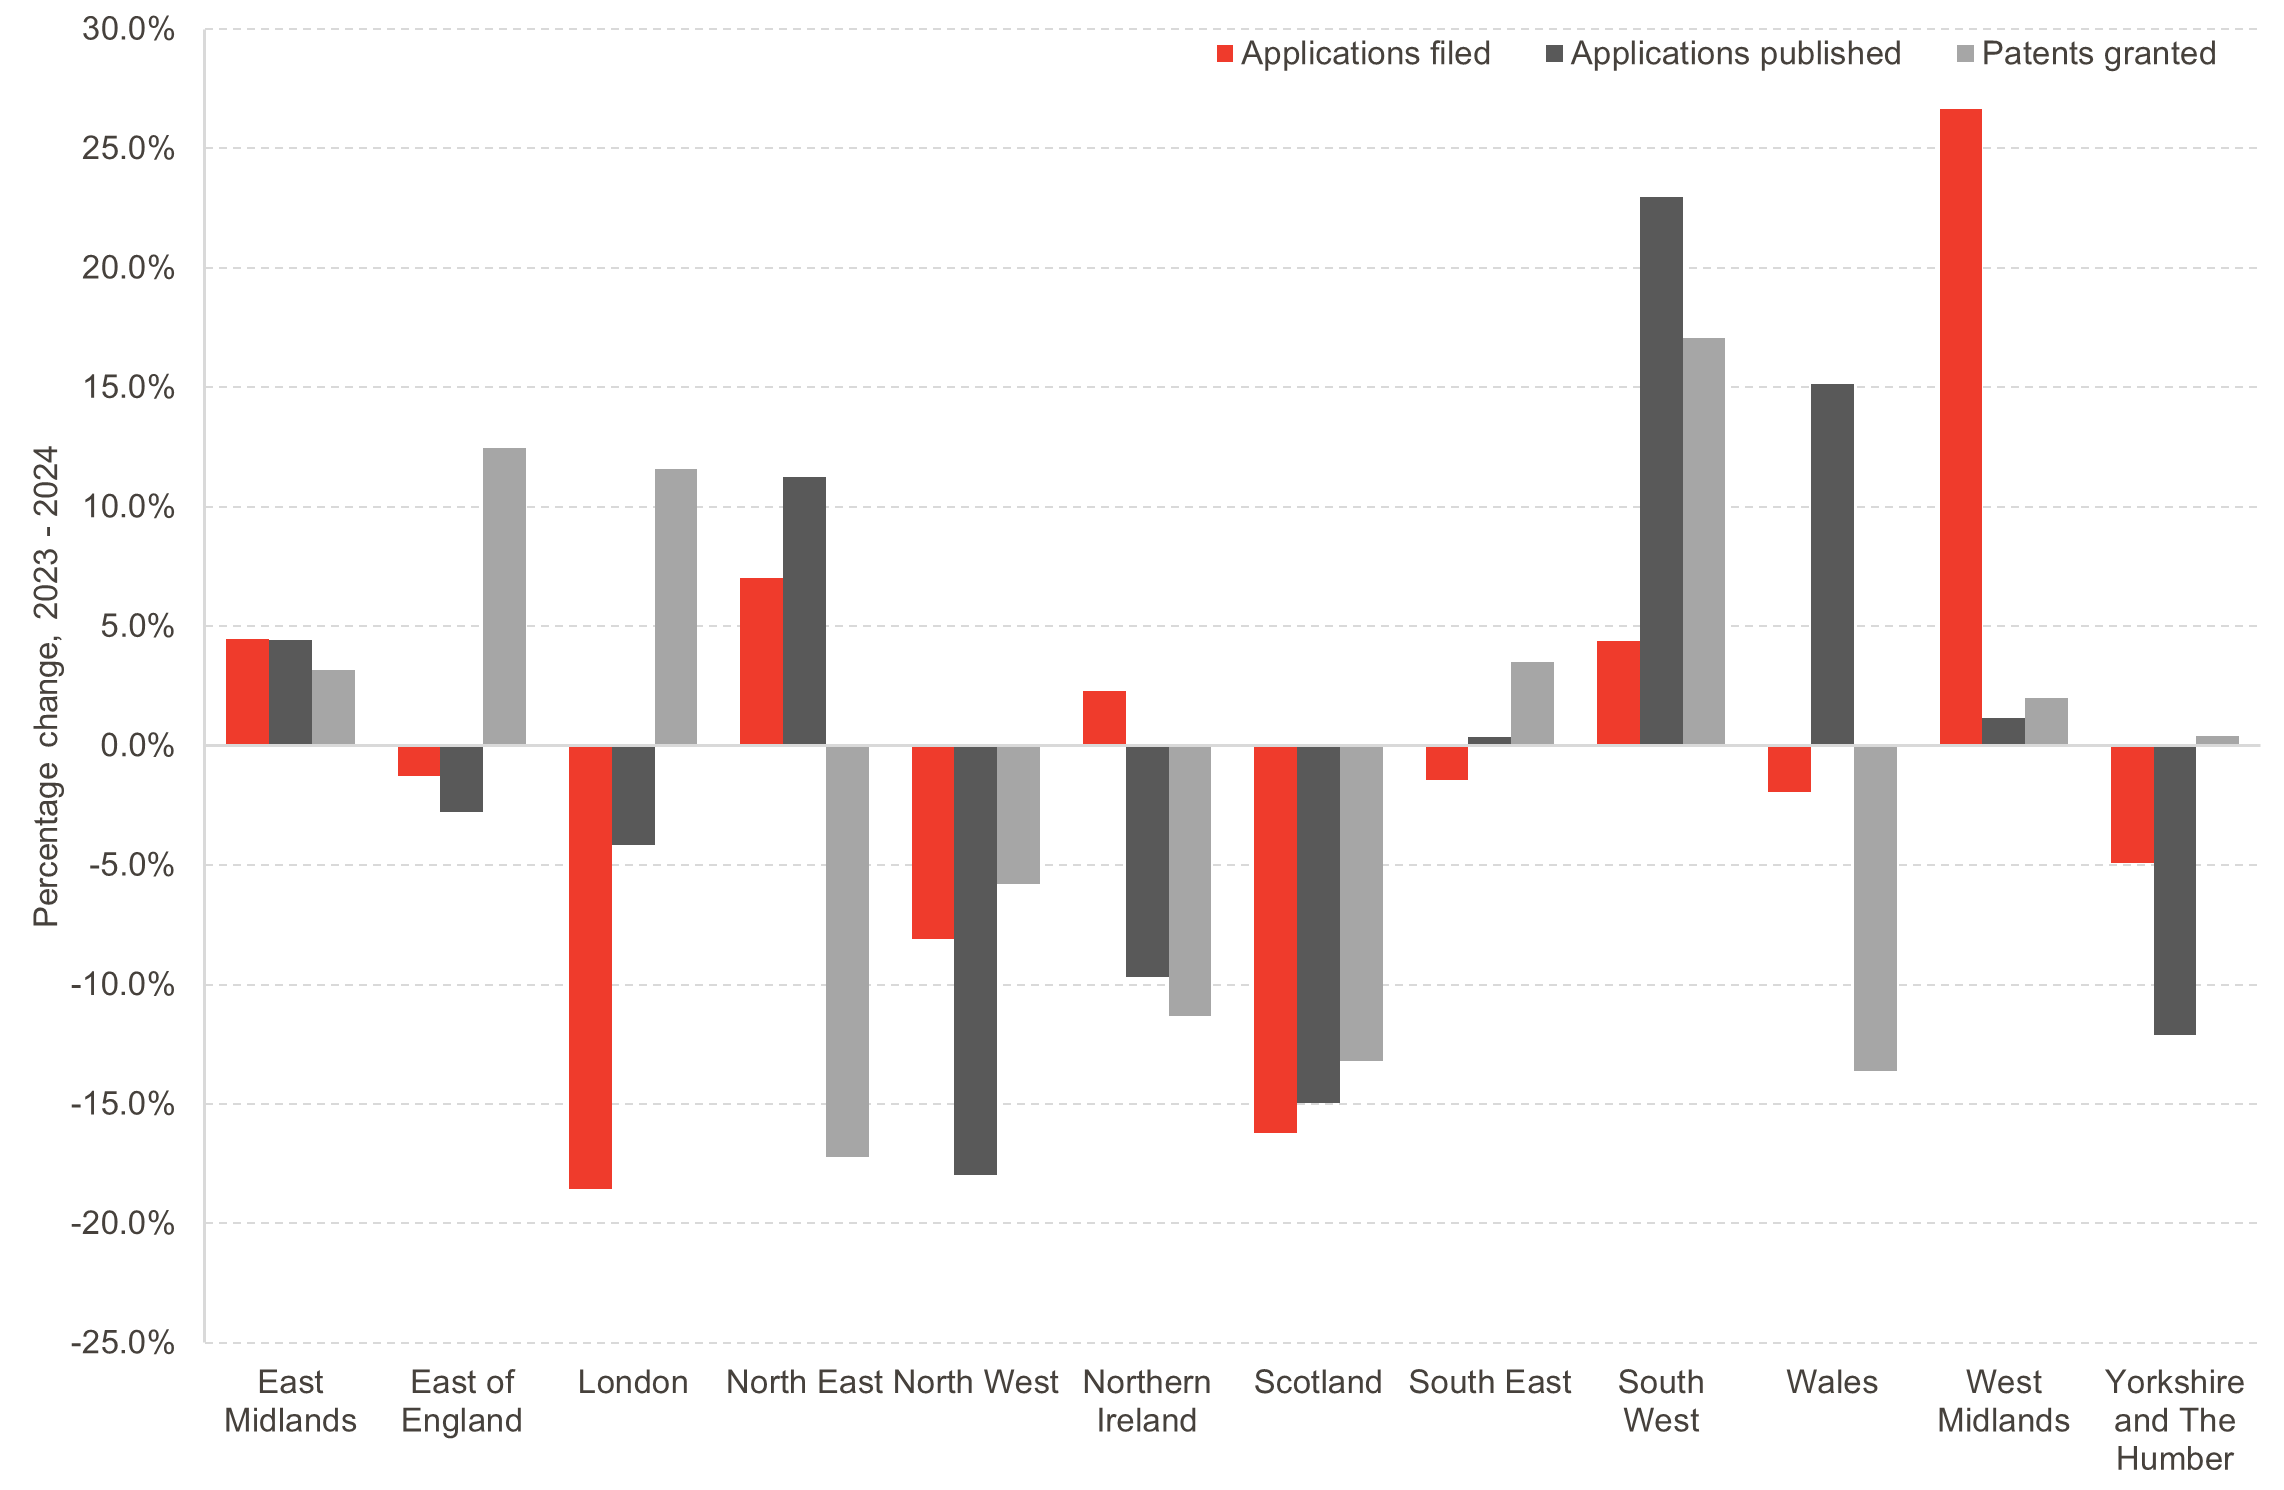 30.0%
25.0%
20.0%
15.0%
10.0%
5.0%
0.0%
-5.0%
-10.0%
-15.0%
-20.0%
-25.0%
Percentage change, 2023 - 2024
Applications filed
Applications published
Patents granted
East
Midlands
East of
England
London
North East
North West
Northern
Ireland
Scotland
South East
South
West
Wales
West
Midlands
Yorkshire
and The
Humber